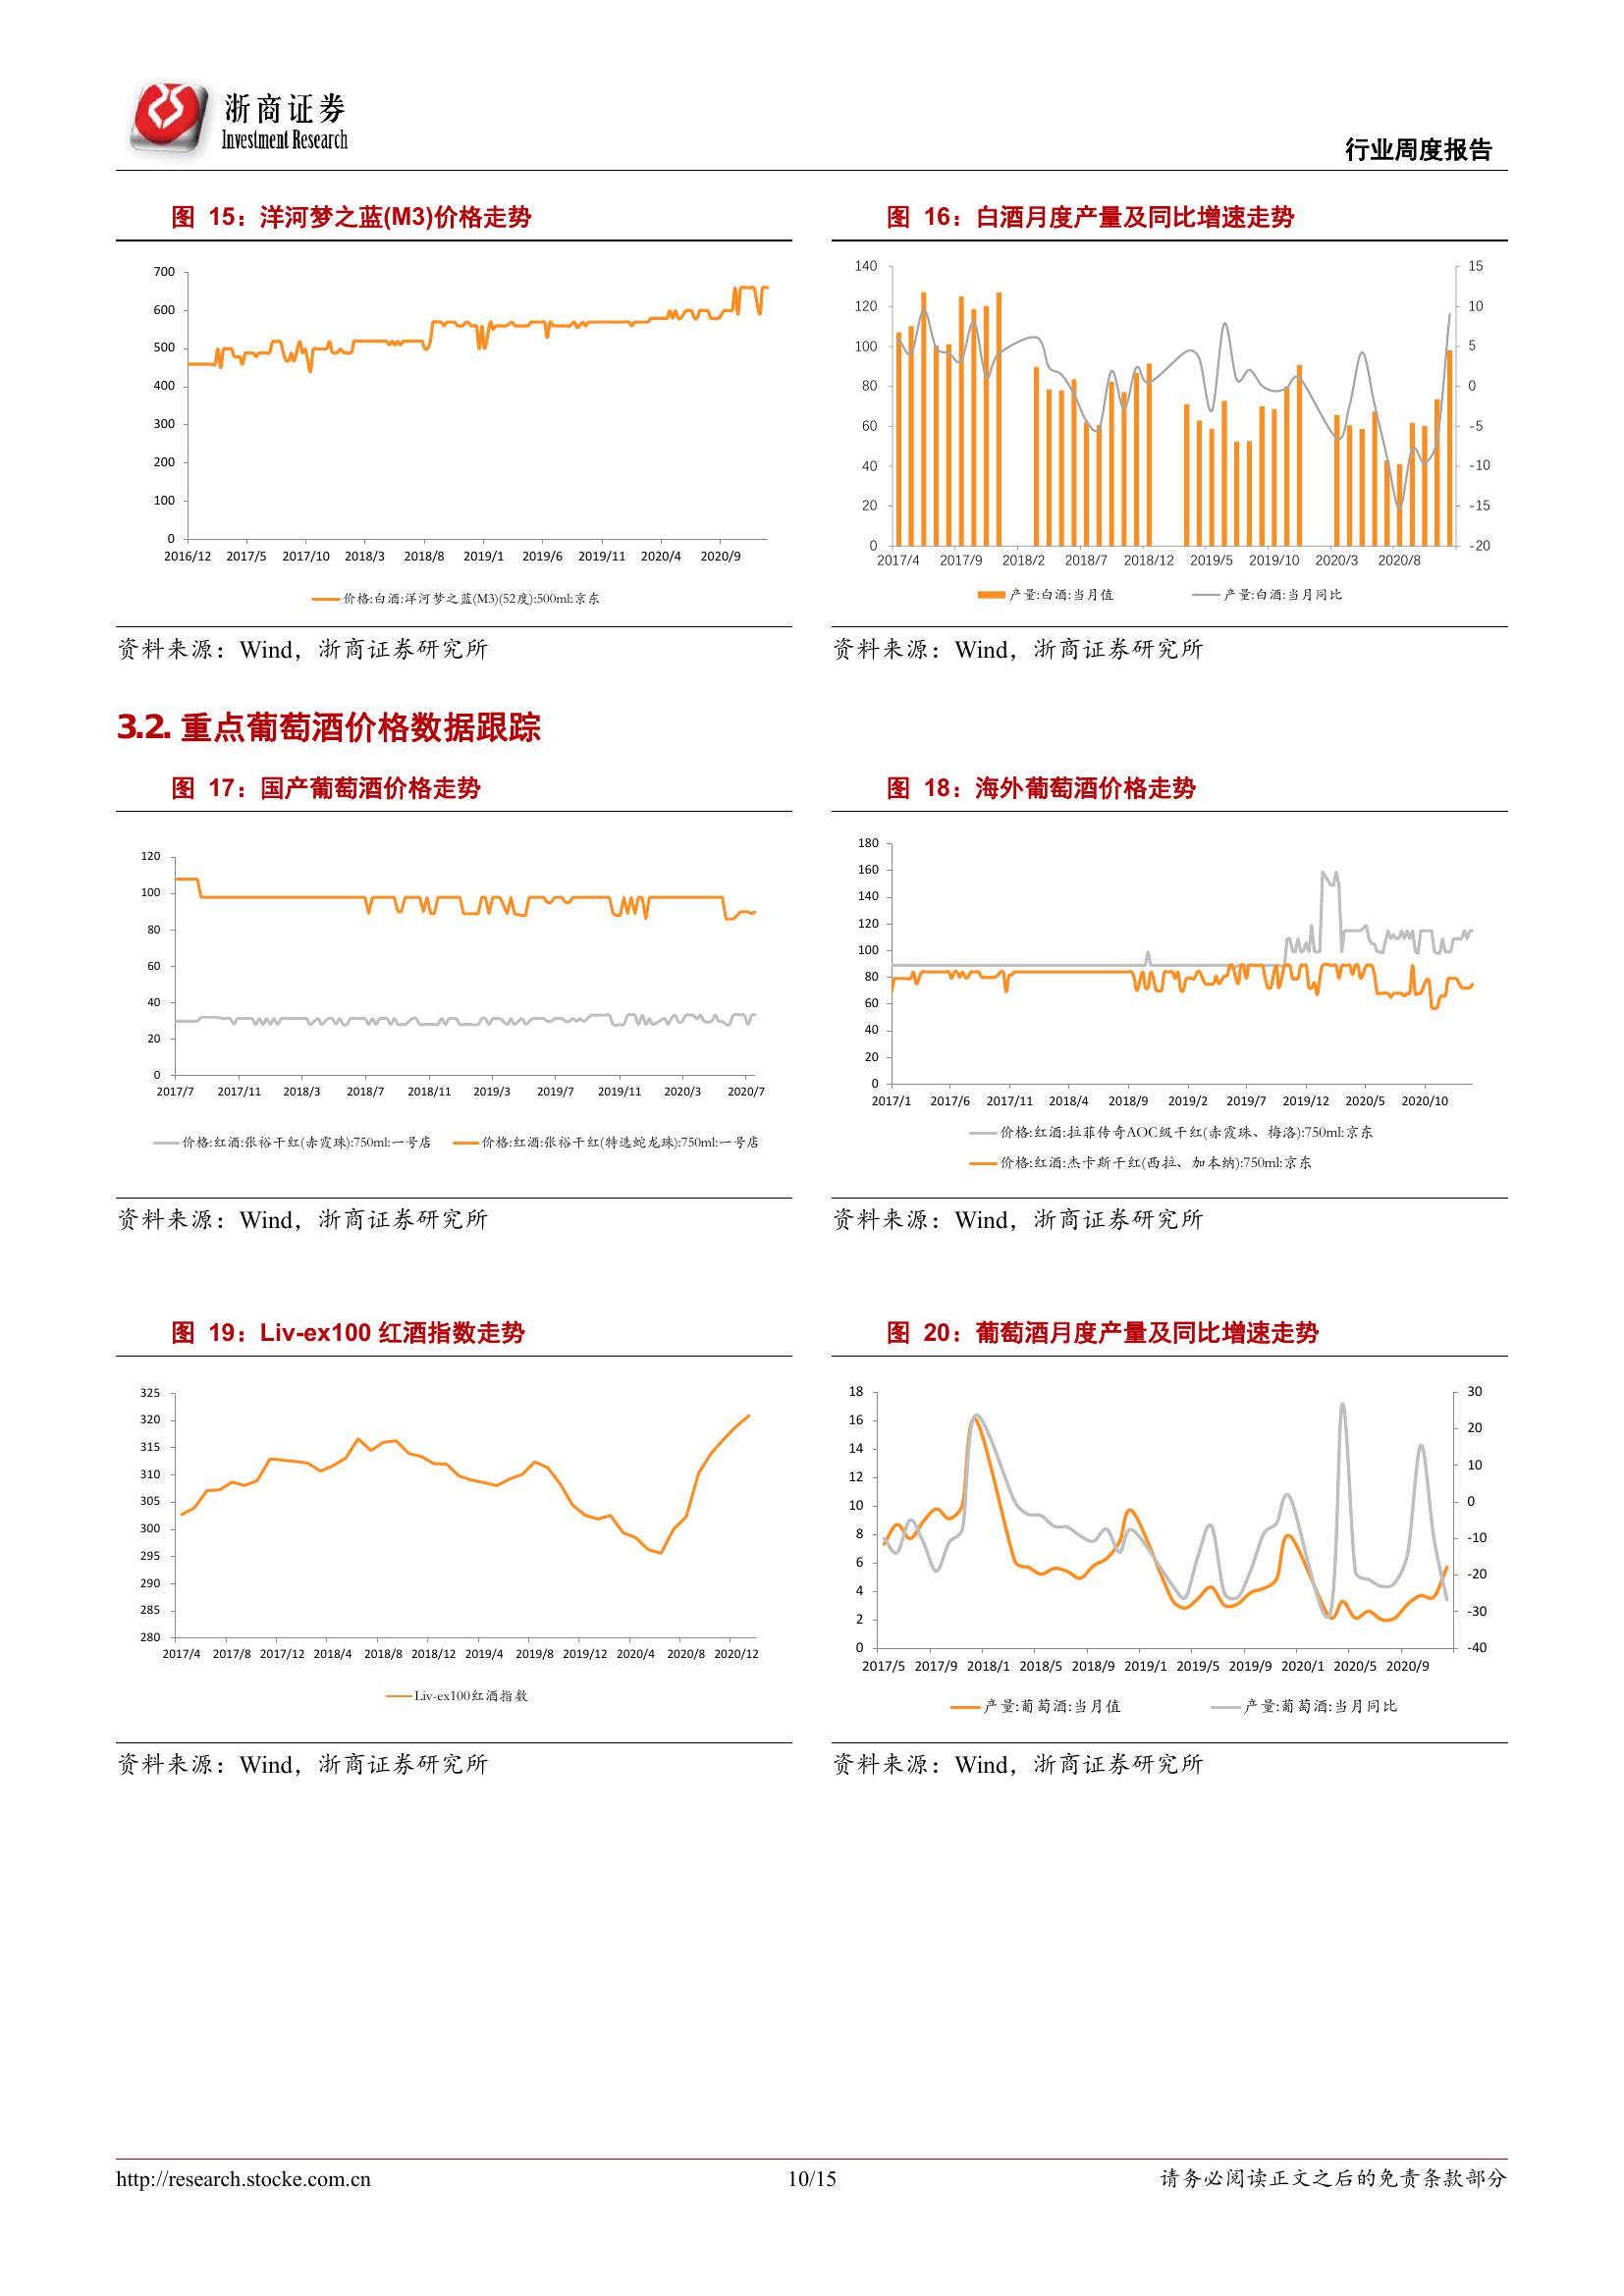 浙商证券
Investment Research
行业周度报告
图 15：洋河梦之蓝(M3)价格走势
700
600
500
400
300
200
100
0
2016/12 2017/5 2017/10 2018/3 2018/8 2019/1 2019/6 2019/11 2020/4 2020/9
价格:白酒:洋河梦之蓝(M3)(52度):500ml:京东
资料来源：Wind，浙商证券研究所
图 16：白酒月度产量及同比增速走势
140
120
100
80
60
40
20
0
15
10
5
0
-5
-10
-15
-20
2017/4 2017/9 2018/2 2018/7 2018/12 2019/5 2019/10 2020/3 2020/8
产量:白酒:当月值 产量:白酒:当月同比
资料来源：Wind，浙商证券研究所
3.2. 重点葡萄酒价格数据跟踪
图 17：国产葡萄酒价格走势
120
100
80
60
40
20
0
2017/7 2017/11 2018/3 2018/7 2018/11 2019/3 2019/7 2019/11 2020/3 2020/7
价格:红酒:张裕干红(赤霞珠):750ml:一号店 价格:红酒:张裕干红(特选蛇龙珠):750ml:一号店
资料来源：Wind，浙商证券研究所
图 18：海外葡萄酒价格走势
180
160
140
120
100
80
60
40
20
0
2017/1 2017/6 2017/11 2018/4 2018/9 2019/2 2019/7 2019/12 2020/5 2020/10
价格:红酒:拉菲传奇AOC级干红(赤霞珠、梅洛):750ml:京东
价格:红酒:杰卡斯干红(西拉、加本纳):750ml:京东
资料来源：Wind，浙商证券研究所
图 19：Liv-ex100 红酒指数走势
325
320
315
310
305
300
295
290
285
280
2017/4 2017/8 2017/12 2018/4 2018/8 2018/12 2019/4 2019/8 2019/12 2020/4 2020/8 2020/12
Liv-ex100红酒指数
资料来源：Wind，浙商证券研究所
图 20：葡萄酒月度产量及同比增速走势
18
16
14
12
10
8
6
4
2
0
30
20
10
0
-10
-20
-30
-40
2017/5 2017/9 2018/1 2018/5 2018/9 2019/1 2019/5 2019/9 2020/1 2020/5 2020/9
产量:葡萄酒:当月值 产量:葡萄酒:当月同比
资料来源：Wind，浙商证券研究所
http://research.stocke.com.cn 10/15 请务必阅读正文之后的免责条款部分